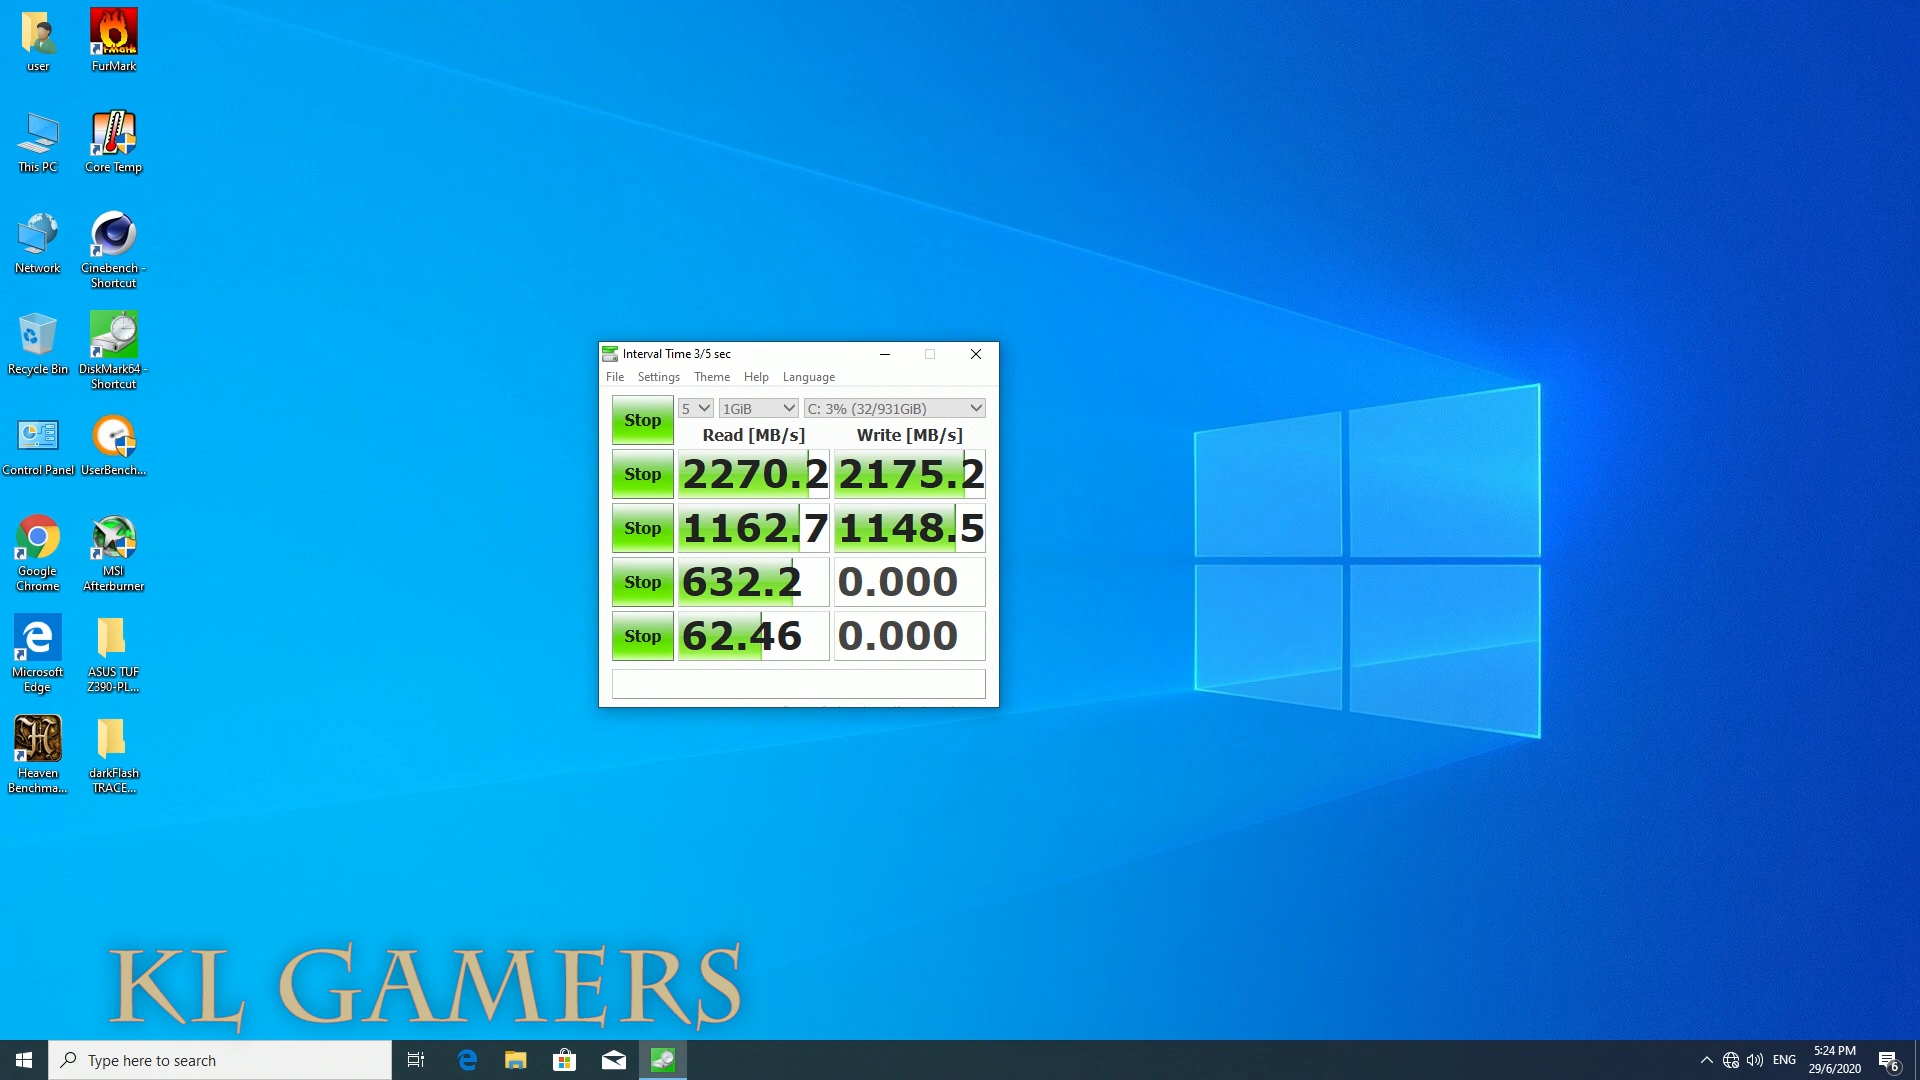 user
FurMark
This PC
Core Temp
Network
Cinebench -
Shortcut
Recycle Bin
DiskMark64 -
Shortcut
Control Panel
UserBench...
Google
Chrome
MSI
Afterburner
Microsoft
Edge
ASUS TUF
Z390-PL...
Heaven
Benchma...
darkFlash
TRACE...
Interval Time 3/5 sec
File Settings Theme Help Language
Stop 5 1GiB C: 3% (32/931GiB)
Read [MB/s] Write [MB/s]
Stop 2270.2 2175.2
Stop 1162.7 1148.5
Stop 632.2 0.000
Stop 62.46 0.000
KL GAMERS
Type here to search
ENG
5:24 PM
29/6/2020
6